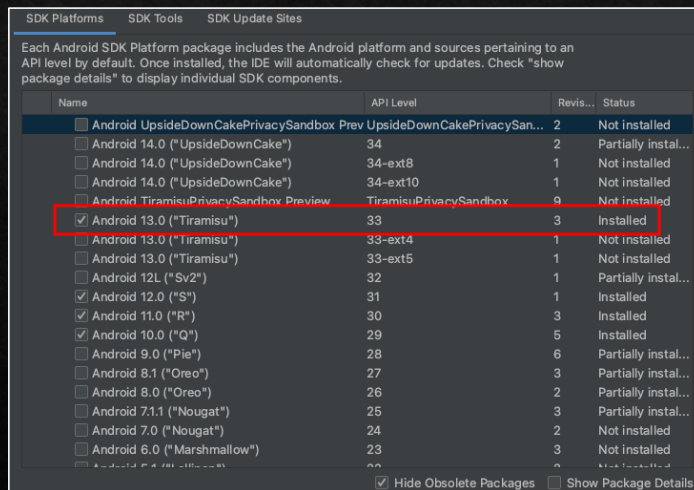 SDK Platforms SDK Tools SDK Update Sites
Each Android SDK Platform package includes the Android platform and sources pertaining to an
API level by default. Once installed, the IDE will automatically check for updates. Check "show
package details" to display individual SDK components.
Name API Level Revis... Status
Android UpsideDownCakePrivacySandbox Prev UpsideDownCakePrivacySan... 2 Not installed
Android 14.0 ("UpsideDownCake") 34 2 Partially instal...
Android 14.0 ("UpsideDownCake") 34-ext8 1 Not installed
Android 14.0 ("UpsideDownCake") 34-ext10 1 Not installed
Android TiramisuPrivacySandbox Preview TiramisuPrivacySandbox 9 Not installed
Android 13.0 ("Tiramisu") 33 3 Installed
Android 13.0 ("Tiramisu") 33-ext4 1 Not installed
Android 13.0 ("Tiramisu") 33-ext5 1 Not installed
Android 12L ("Sv2") 32 1 Partially instal...
Android 12.0 ("S") 31 1 Installed
Android 11.0 ("R") 30 3 Installed
Android 10.0 ("Q") 29 5 Installed
Android 9.0 ("Pie") 28 6 Partially instal...
Android 8.1 ("Oreo") 27 3 Partially instal...
Android 8.0 ("Oreo") 26 2 Partially instal...
Android 7.1.1 ("Nougat") 25 3 Partially instal...
Android 7.0 ("Nougat") 24 2 Not installed
Android 6.0 ("Marshmallow") 23 3 Not installed
Hide Obsolete Packages Show Package Details